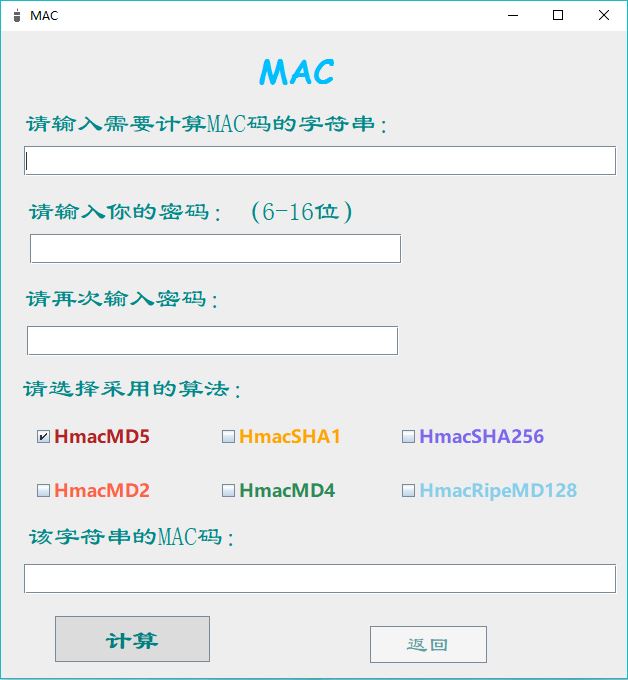 MAC
MAC
请输入需要计算MAC码的字符串：
请输入你的密码：（6-16位）
请再次输入密码：
请选择采用的算法：
HmacMD5 HmacSHA1 HmacSHA256
HmacMD2 HmacMD4 HmacRipeMD128
该字符串的MAC码：
计算 返回